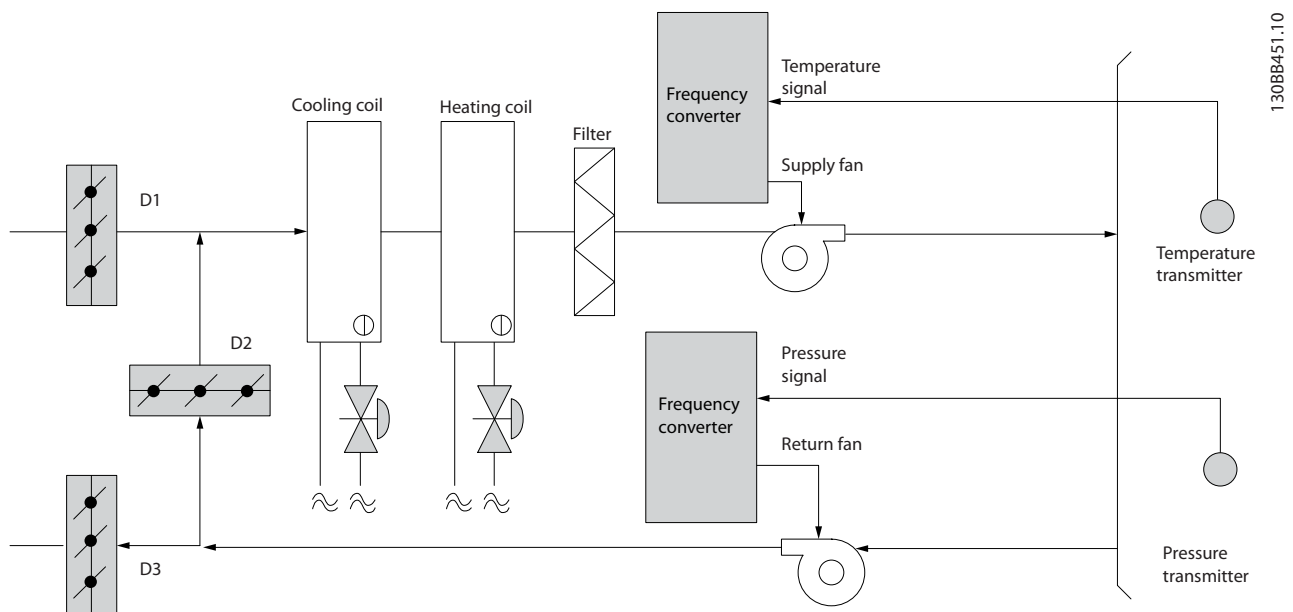 130BB451.10
Temperature
signal
Frequency
converter
Cooling coil
Heating coil
Filter
Supply fan
D1
Temperature
transmitter
D2
Pressure
signal
Frequency
converter
Return fan
D3
Pressure
transmitter